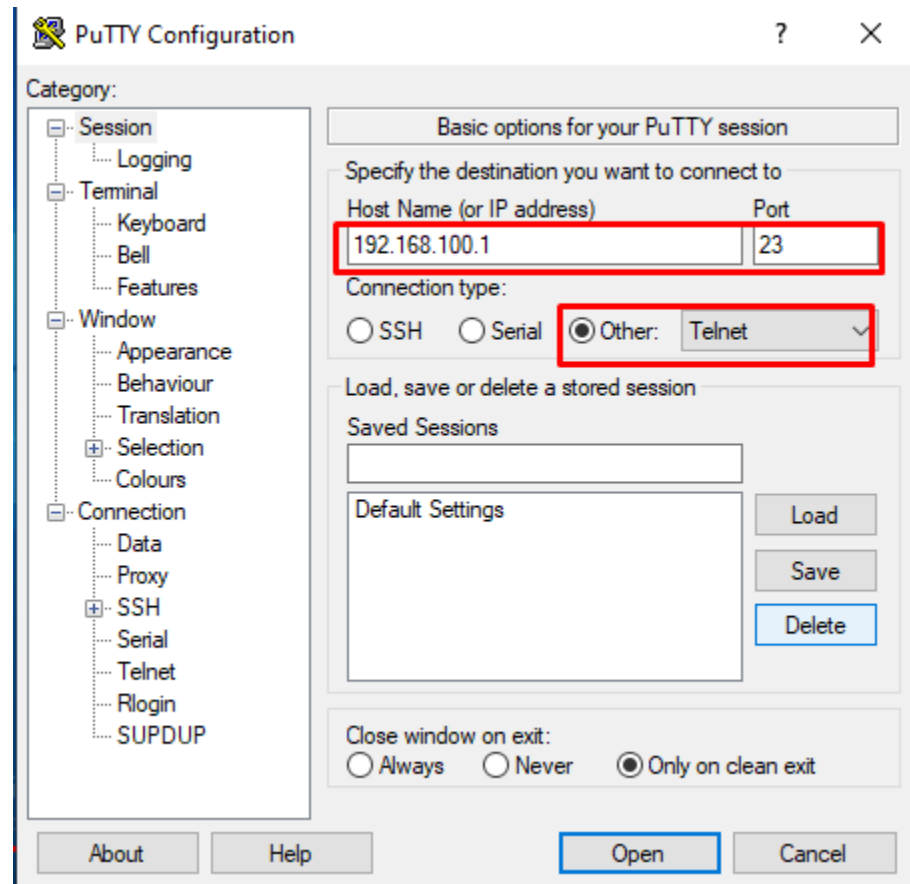 PuTTY Configuration ? ×
Category:
Session
Logging
Terminal
Keyboard
Bell
Features
Window
Appearance
Behaviour
Translation
Selection
Colours
Connection
Data
Proxy
SSH
Serial
Telnet
Rlogin
SUPDUP
Basic options for your PuTTY session
Specify the destination you want to connect to
Host Name (or IP address) Port
192.168.100.1 23
Connection type:
SSH Serial Other: Telnet
Load, save or delete a stored session
Saved Sessions
Default Settings
Load
Save
Delete
Close window on exit:
Always Never Only on clean exit
About Help Open Cancel